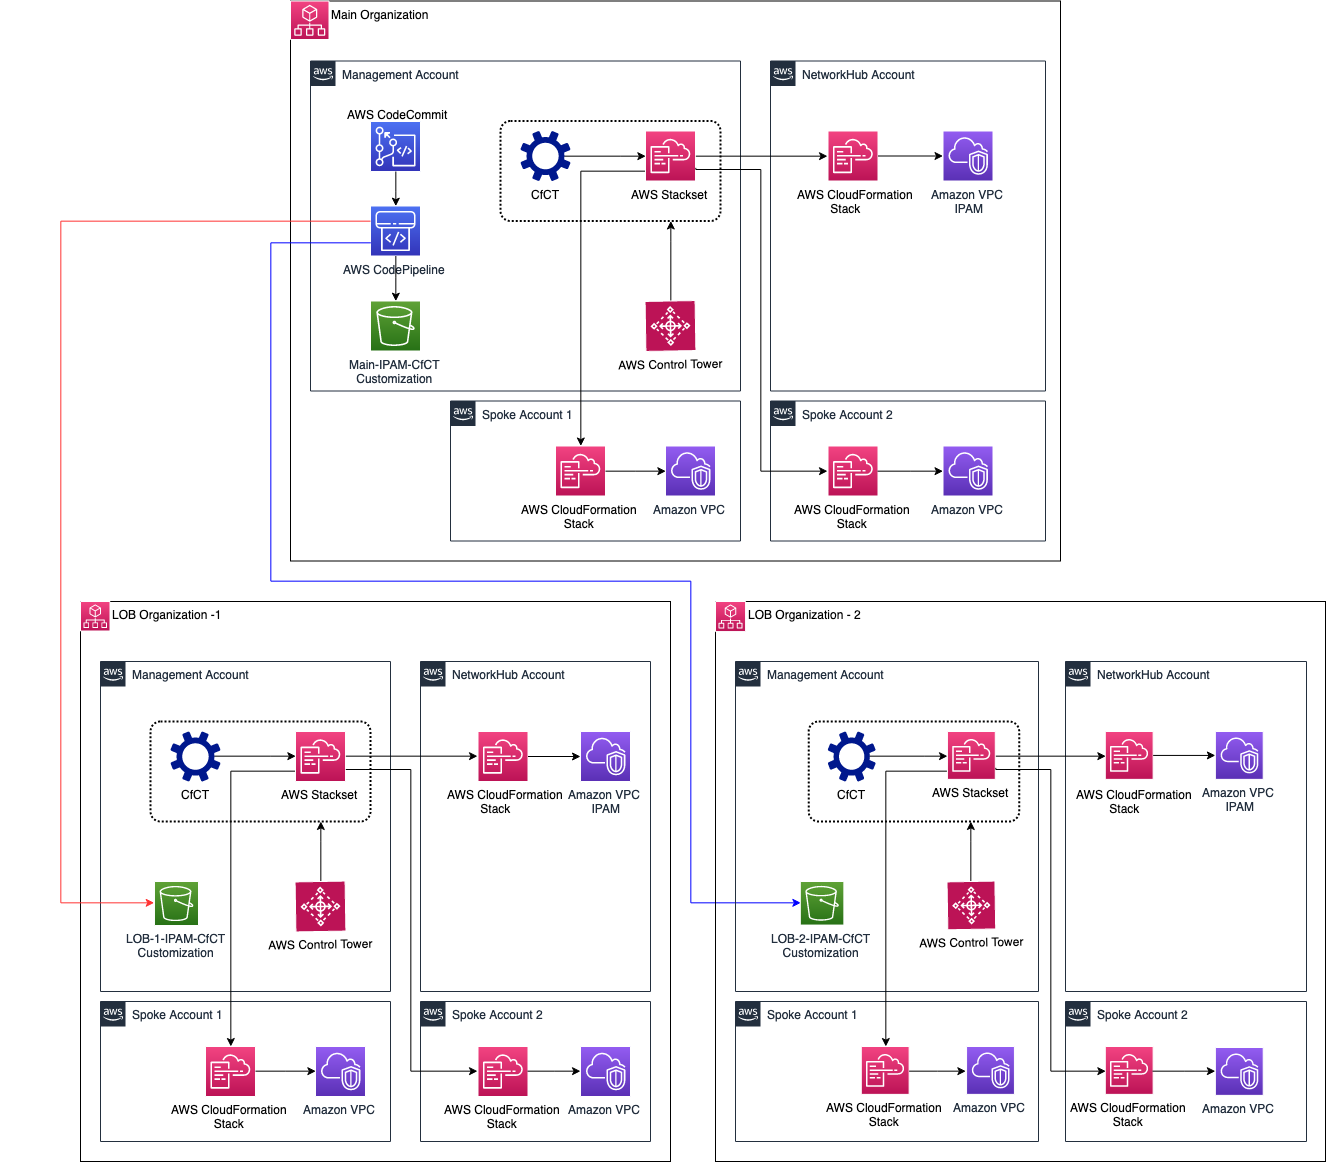 Main Organization
aws
Management Account
aws
NetworkHub Account
AWS CodeCommit
CfCT
AWS Stackset
AWS CloudFormation
Stack
Amazon VPC
IPAM
AWS CodePipeline
Main-IPAM-CfCT
Customization
AWS Control Tower
aws
Spoke Account 1
aws
Spoke Account 2
AWS CloudFormation
Stack
Amazon VPC
AWS CloudFormation
Stack
Amazon VPC
LOB Organization -1
aws
Management Account
aws
NetworkHub Account
CfCT
AWS Stackset
AWS CloudFormation
Stack
Amazon VPC
IPAM
LOB-1-IPAM-CfCT
Customization
AWS Control Tower
aws
Spoke Account 1
aws
Spoke Account 2
AWS CloudFormation
Stack
Amazon VPC
AWS CloudFormation
Stack
Amazon VPC
LOB Organization - 2
aws
Management Account
aws
NetworkHub Account
CfCT
AWS Stackset
AWS CloudFormation
Stack
Amazon VPC
IPAM
LOB-2-IPAM-CfCT
Customization
AWS Control Tower
aws
Spoke Account 1
aws
Spoke Account 2
AWS CloudFormation
Stack
Amazon VPC
AWS CloudFormation
Stack
Amazon VPC